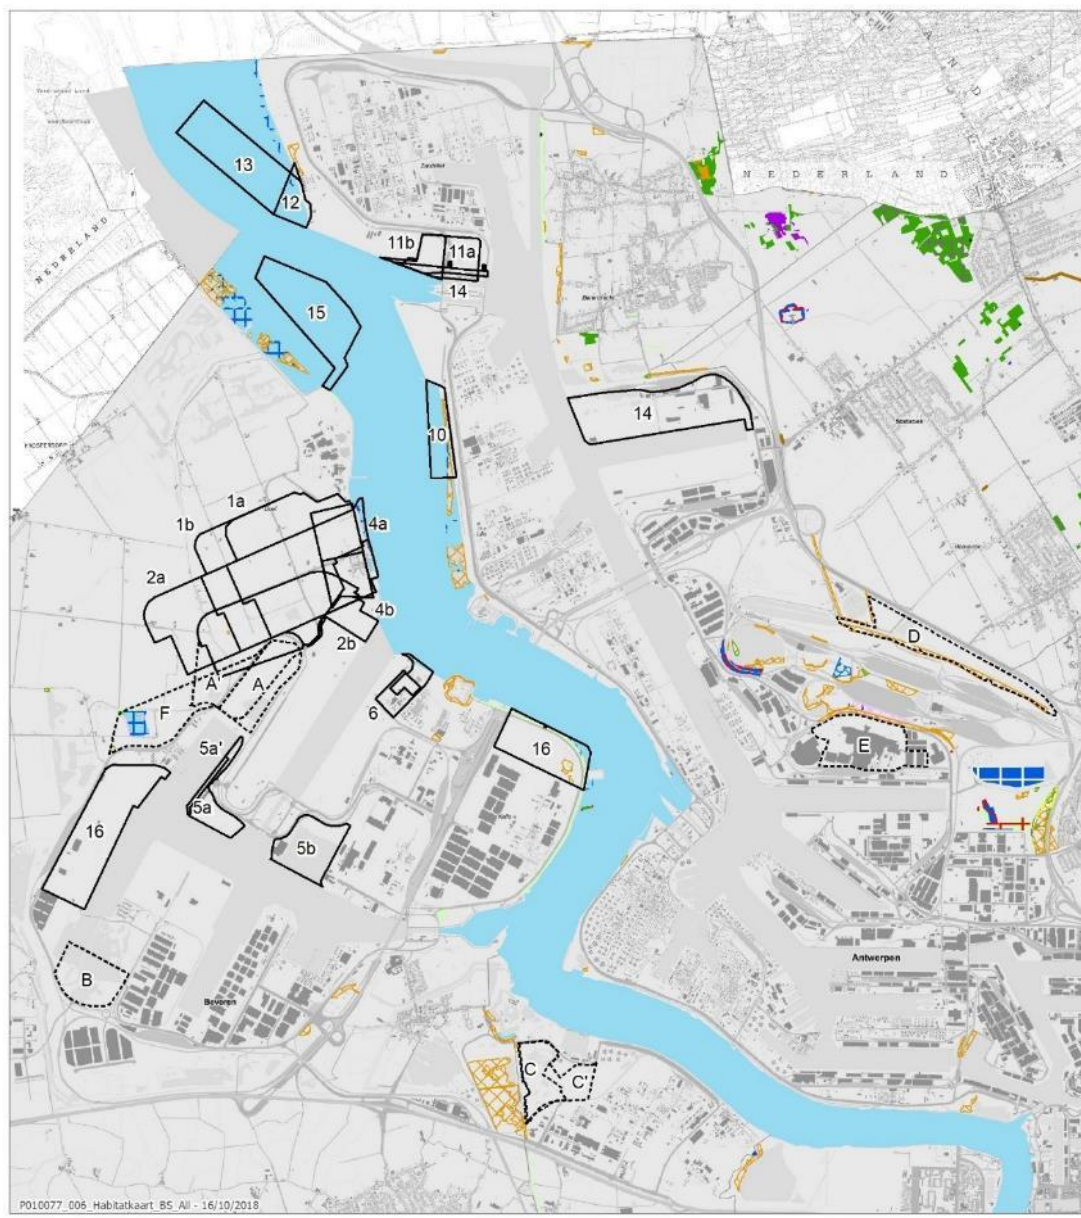 13
12
11b
11a
14
N E D E R L A N D
NEDERLAND
15
10
14
1a
1b
4a
2a
4b
2b
A
A
F
6
D
5a'
E
16
5a
16
5b
B
Beveren
Antwerpen
C
C'
P010077_006_Habitatkaart_BS_All - 16/10/2018